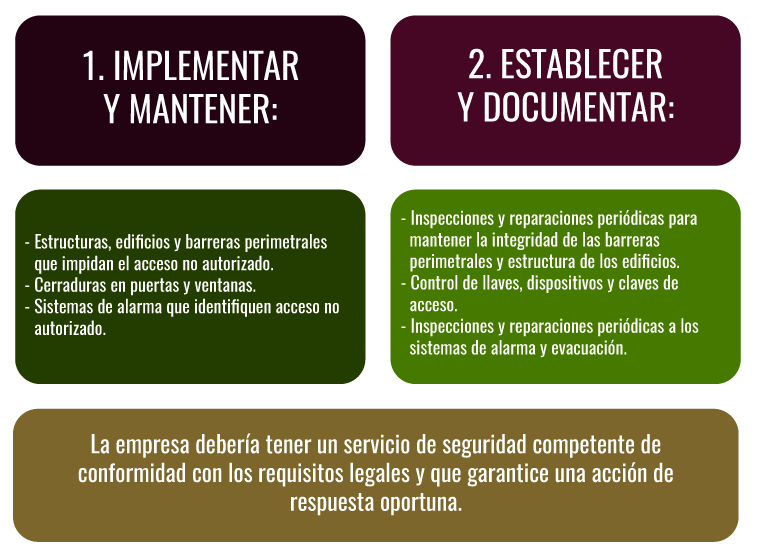 1. IMPLEMENTAR
Y MANTENER:
2. ESTABLECER
Y DOCUMENTAR:
- Estructuras, edificios y barreras perimetrales
que impidan el acceso no autorizado.
- Cerraduras en puertas y ventanas.
- Sistemas de alarma que identifiquen acceso no
autorizado.
- Inspecciones y reparaciones periódicas para
mantener la integridad de las barreras
perimetrales y estructura de los edificios.
- Control de llaves, dispositivos y claves de
acceso.
- Inspecciones y reparaciones periódicas a los
sistemas de alarma y evacuación.
La empresa debería tener un servicio de seguridad competente de
conformidad con los requisitos legales y que garantice una acción de
respuesta oportuna.